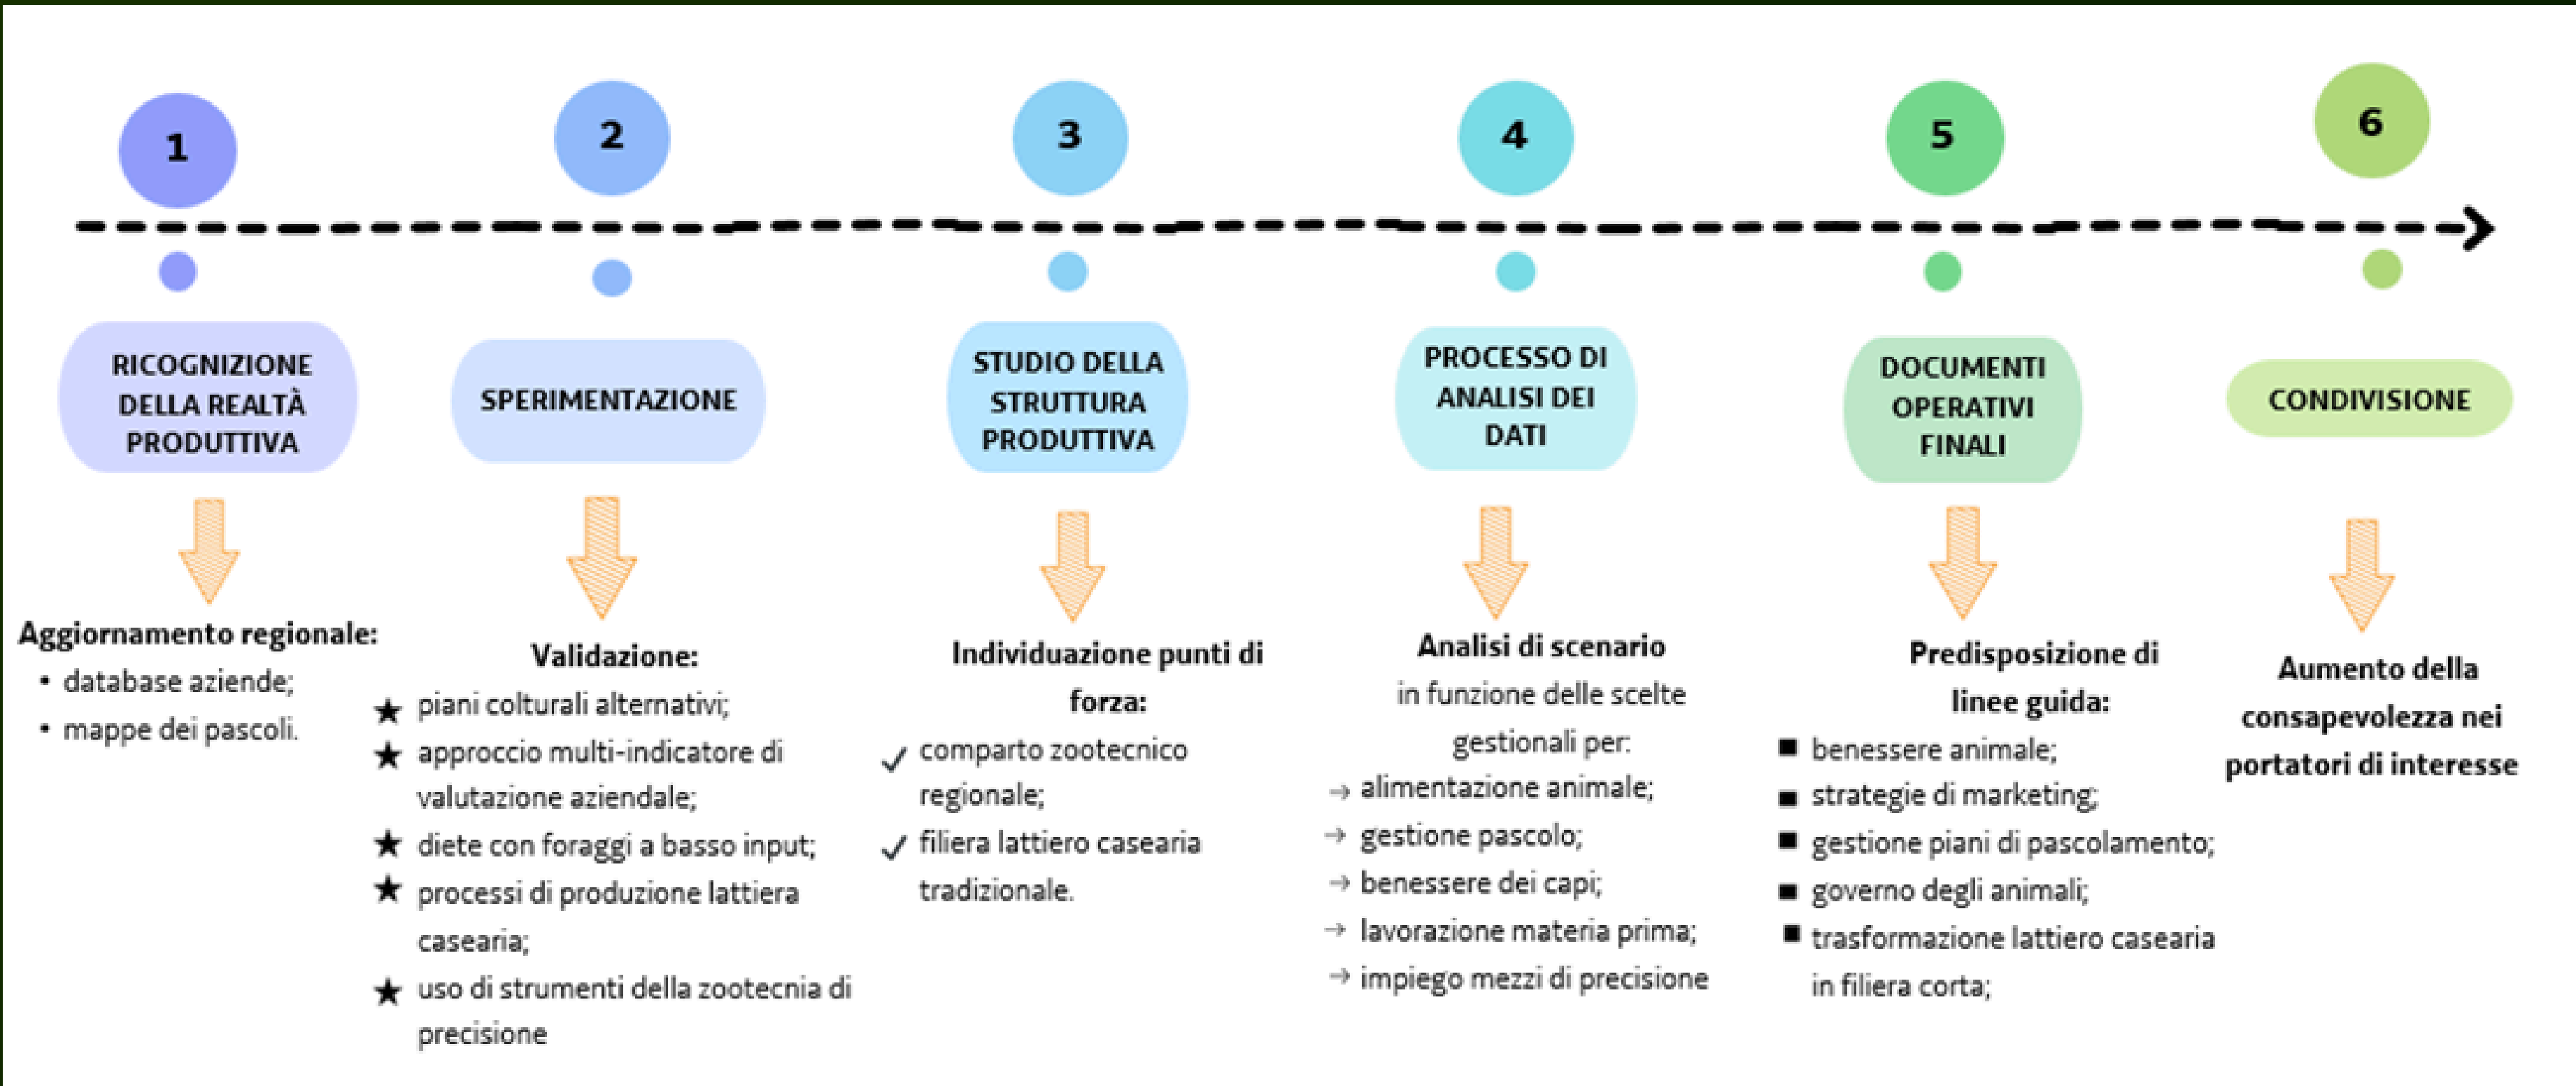 1
2
3
4
5
6
RICOGNIZIONE
DELLA REALTÀ
PRODUTTIVA
SPERIMENTAZIONE
STUDIO DELLA
STRUTTURA
PRODUTTIVA
PROCESSO DI
ANALISI DEI
DATI
DOCUMENTI
OPERATIVI
FINALI
CONDIVISIONE
Aggiornamento regionale:
• database aziende;
• mappe dei pascoli.
Validazione:
★ piani colturali alternativi;
★ approccio multi-indicatore di
valutazione aziendale;
★ diete con foraggi a basso input;
★ processi di produzione lattiera
casearia;
★ uso di strumenti della zootecnia di
precisione
Individuazione punti di
forza:
✓ comparto zootecnico
regionale;
✓ filiera lattiero casearia
tradizionale.
Analisi di scenario
in funzione delle scelte
gestionali per:
→ alimentazione animale;
→ gestione pascolo;
→ benessere dei capi;
→ lavorazione materia prima;
→ impiego mezzi di precisione
Predisposizione di
linee guida:
■ benessere animale;
■ strategie di marketing;
■ gestione piani di pascolamento;
■ governo degli animali;
■ trasformazione lattiero casearia
in filiera corta;
Aumento della
consapevolezza nei
portatori di interesse